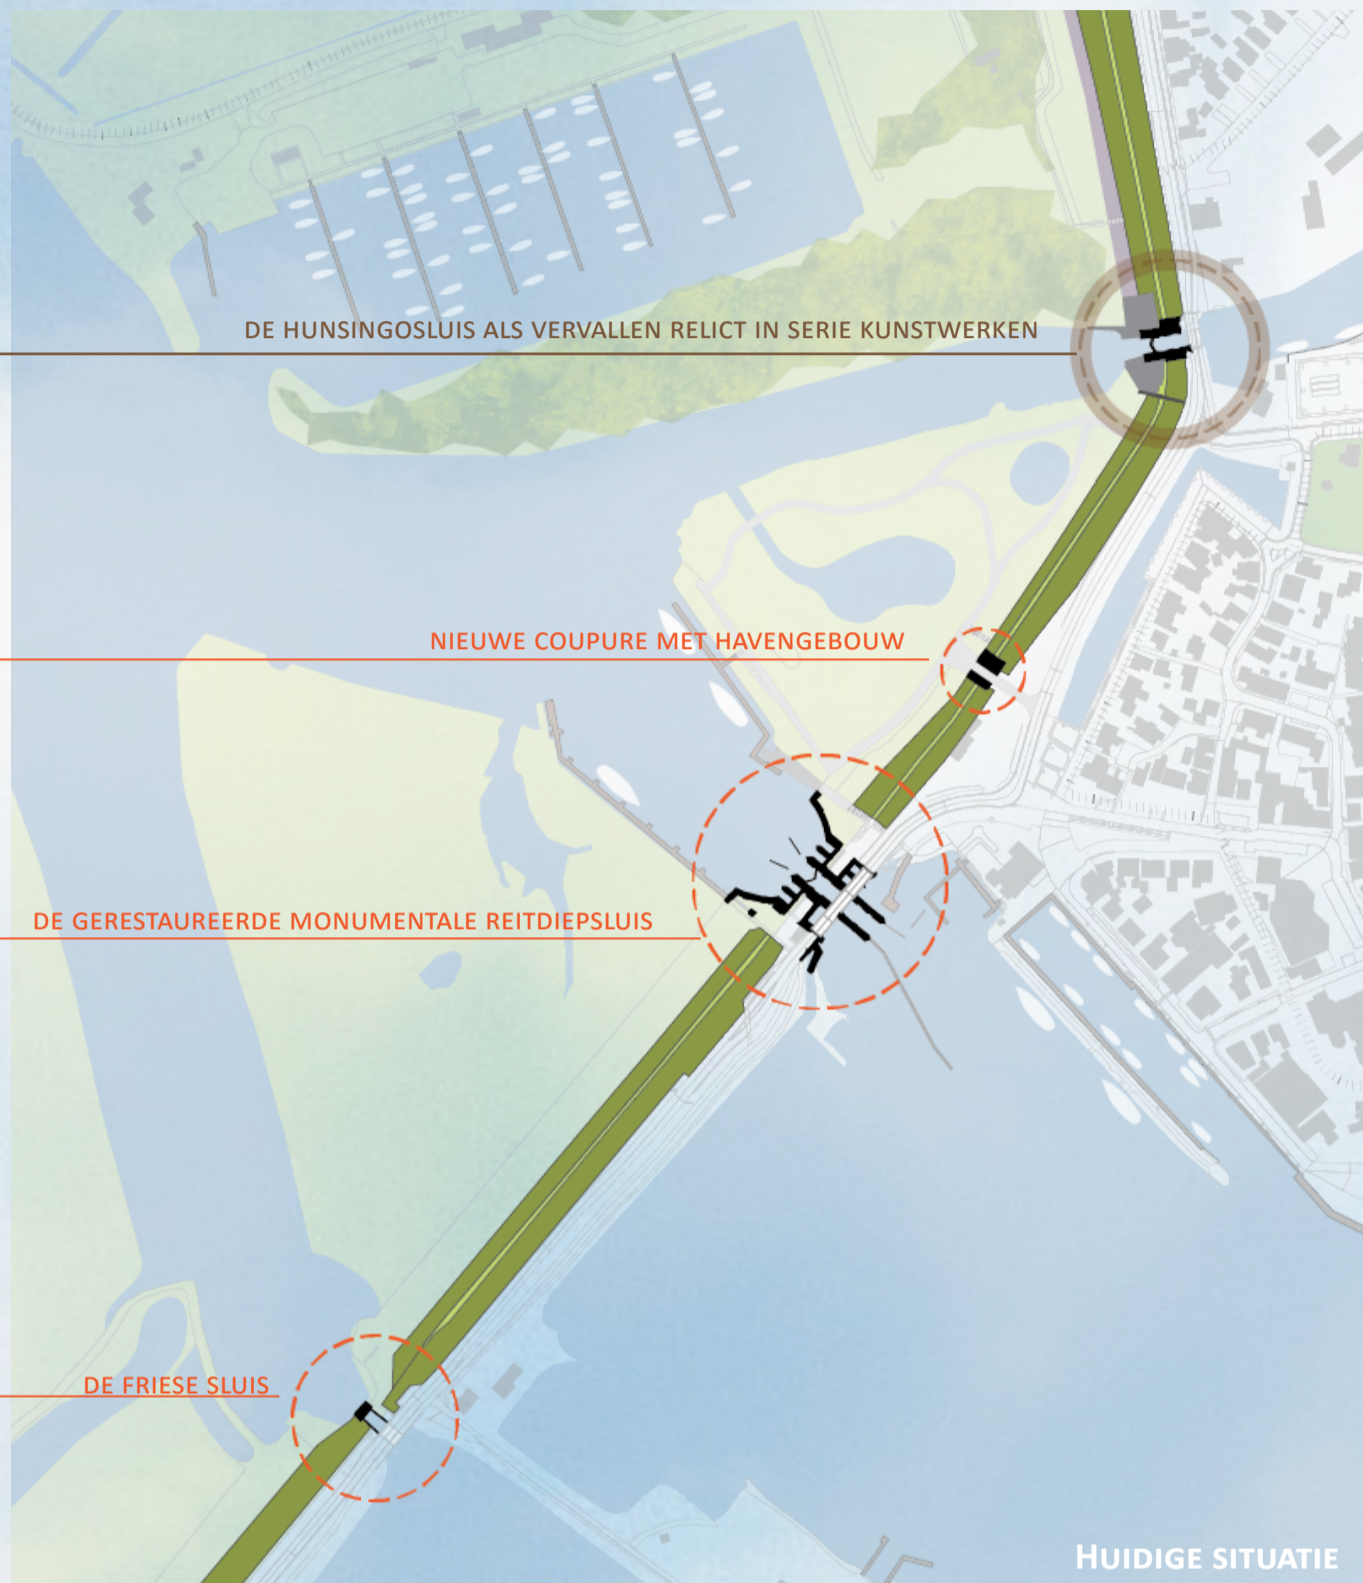 DE HUNSINGOSLUIS ALS VERVALLEN RELICT IN SERIE KUNSTWERKEN
NIEUWE COUPURE MET HAVENGEBOUW
DE GERESTAUREERDE MONUMENTALE REITDIEPSLUIS
DE FRIESE SLUIS
HUIDIGE SITUATIE